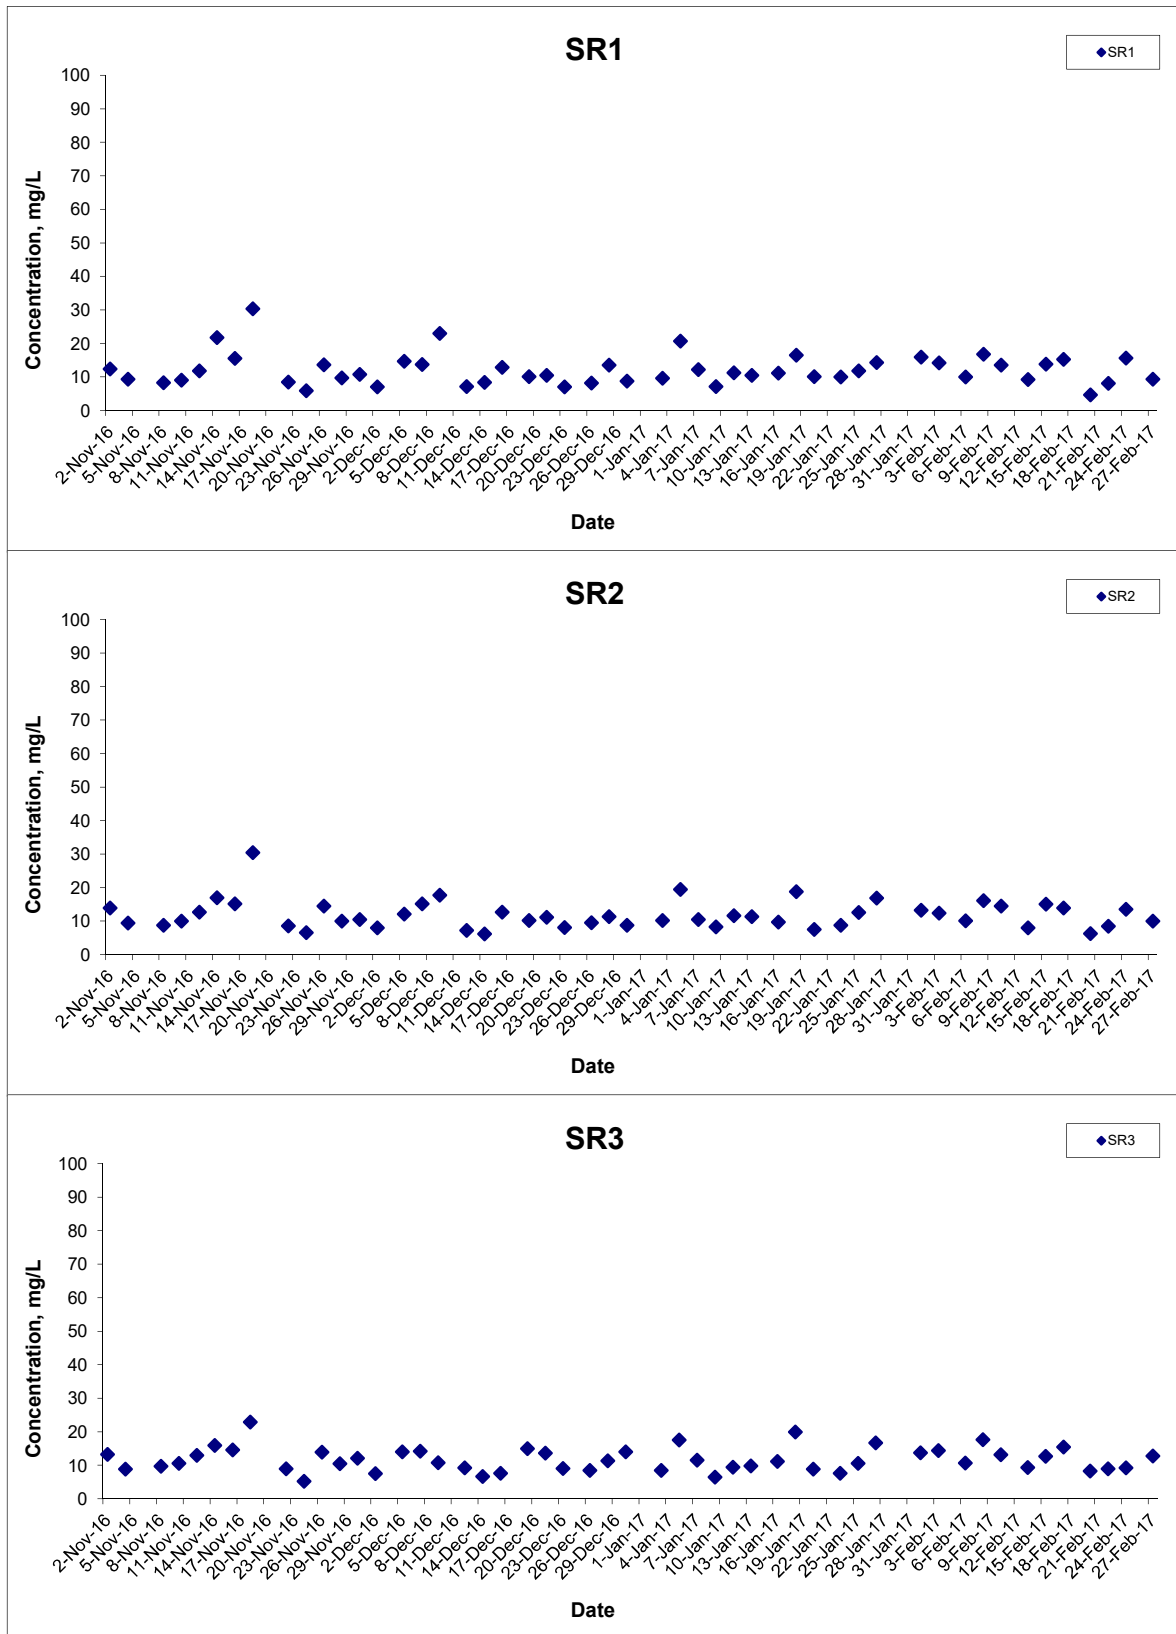 SR1
SR1
100
90
80
70
60
50
40
30
20
10
0
Concentration, mg/L
2-Nov-16
5-Nov-16
8-Nov-16
11-Nov-16
14-Nov-16
17-Nov-16
20-Nov-16
23-Nov-16
26-Nov-16
29-Nov-16
2-Dec-16
5-Dec-16
8-Dec-16
11-Dec-16
14-Dec-16
17-Dec-16
20-Dec-16
23-Dec-16
26-Dec-16
29-Dec-16
1-Jan-17
4-Jan-17
7-Jan-17
10-Jan-17
13-Jan-17
16-Jan-17
19-Jan-17
22-Jan-17
25-Jan-17
28-Jan-17
31-Jan-17
3-Feb-17
6-Feb-17
9-Feb-17
12-Feb-17
15-Feb-17
18-Feb-17
21-Feb-17
24-Feb-17
27-Feb-17
Date
SR2
SR2
100
90
80
70
60
50
40
30
20
10
0
Concentration, mg/L
2-Nov-16
5-Nov-16
8-Nov-16
11-Nov-16
14-Nov-16
17-Nov-16
20-Nov-16
23-Nov-16
26-Nov-16
29-Nov-16
2-Dec-16
5-Dec-16
8-Dec-16
11-Dec-16
14-Dec-16
17-Dec-16
20-Dec-16
23-Dec-16
26-Dec-16
29-Dec-16
1-Jan-17
4-Jan-17
7-Jan-17
10-Jan-17
13-Jan-17
16-Jan-17
19-Jan-17
22-Jan-17
25-Jan-17
28-Jan-17
31-Jan-17
3-Feb-17
6-Feb-17
9-Feb-17
12-Feb-17
15-Feb-17
18-Feb-17
21-Feb-17
24-Feb-17
27-Feb-17
Date
SR3
SR3
100
90
80
70
60
50
40
30
20
10
0
Concentration, mg/L
2-Nov-16
5-Nov-16
8-Nov-16
11-Nov-16
14-Nov-16
17-Nov-16
20-Nov-16
23-Nov-16
26-Nov-16
29-Nov-16
2-Dec-16
5-Dec-16
8-Dec-16
11-Dec-16
14-Dec-16
17-Dec-16
20-Dec-16
23-Dec-16
26-Dec-16
29-Dec-16
1-Jan-17
4-Jan-17
7-Jan-17
10-Jan-17
13-Jan-17
16-Jan-17
19-Jan-17
22-Jan-17
25-Jan-17
28-Jan-17
31-Jan-17
3-Feb-17
6-Feb-17
9-Feb-17
12-Feb-17
15-Feb-17
18-Feb-17
21-Feb-17
24-Feb-17
27-Feb-17
Date